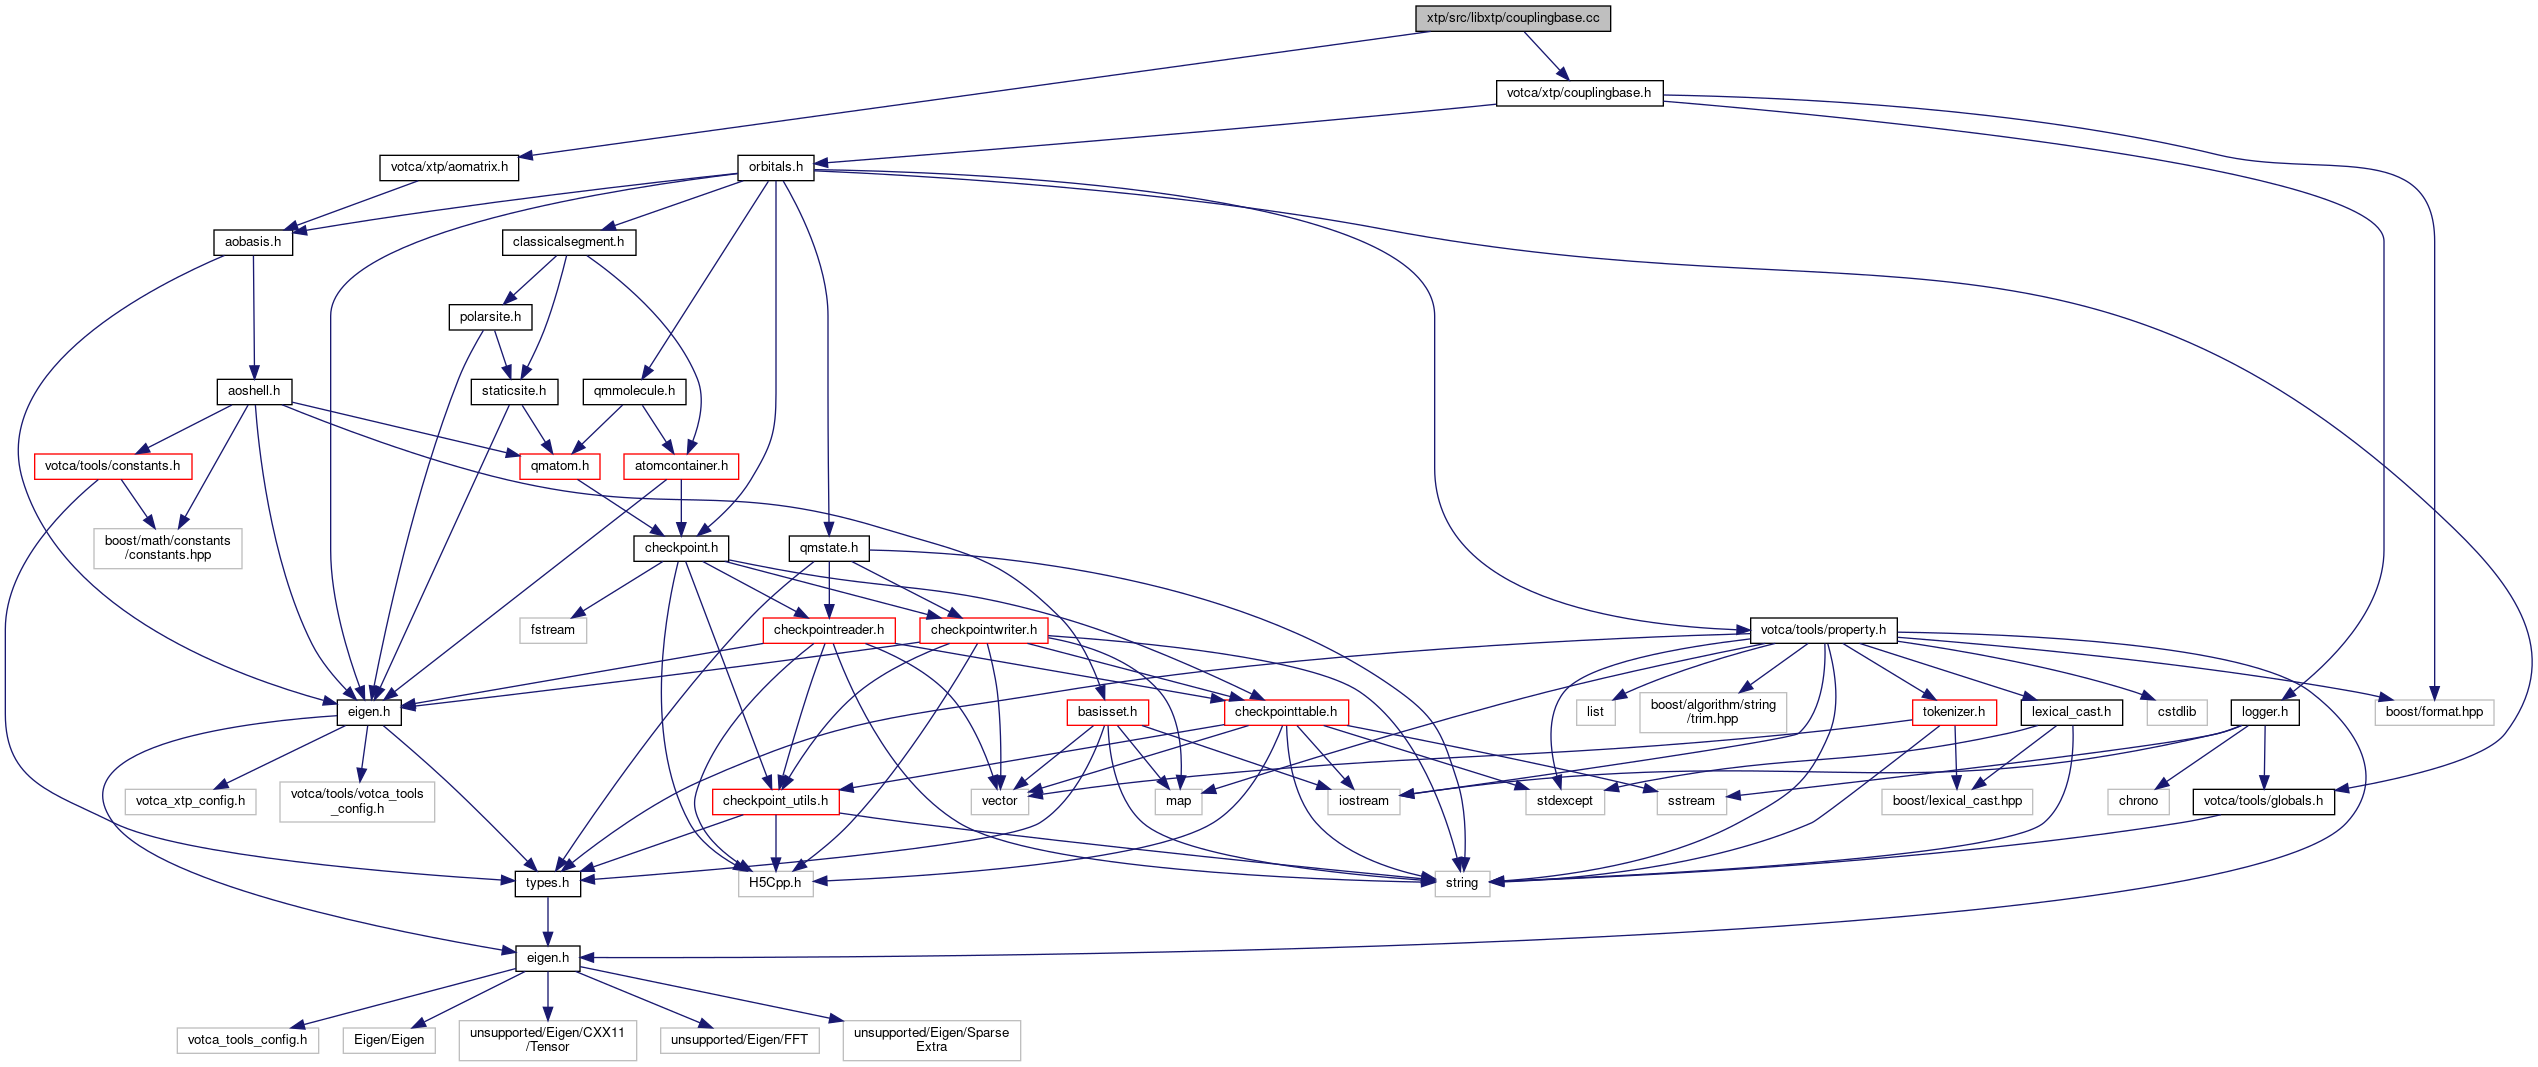 xtp/src/libxtp/couplingbase.cc
votca/xtp/couplingbase.h
votca/xtp/aomatrix.h
orbitals.h
aobasis.h
classicalsegment.h
polarsite.h
aoshell.h
staticsite.h
qmmolecule.h
votca/tools/constants.h
qmatom.h
atomcontainer.h
boost/math/constants
/constants.hpp
checkpoint.h
qmstate.h
fstream
checkpointreader.h
checkpointwriter.h
votca/tools/property.h
eigen.h
basisset.h
checkpointtable.h
list
boost/algorithm/string
/trim.hpp
tokenizer.h
lexical_cast.h
cstdlib
logger.h
boost/format.hpp
votca_xtp_config.h
votca/tools/votca_tools
_config.h
checkpoint_utils.h
vector
map
iostream
stdexcept
sstream
boost/lexical_cast.hpp
chrono
votca/tools/globals.h
types.h
H5Cpp.h
string
eigen.h
votca_tools_config.h
Eigen/Eigen
unsupported/Eigen/CXX11
/Tensor
unsupported/Eigen/FFT
unsupported/Eigen/Sparse
Extra